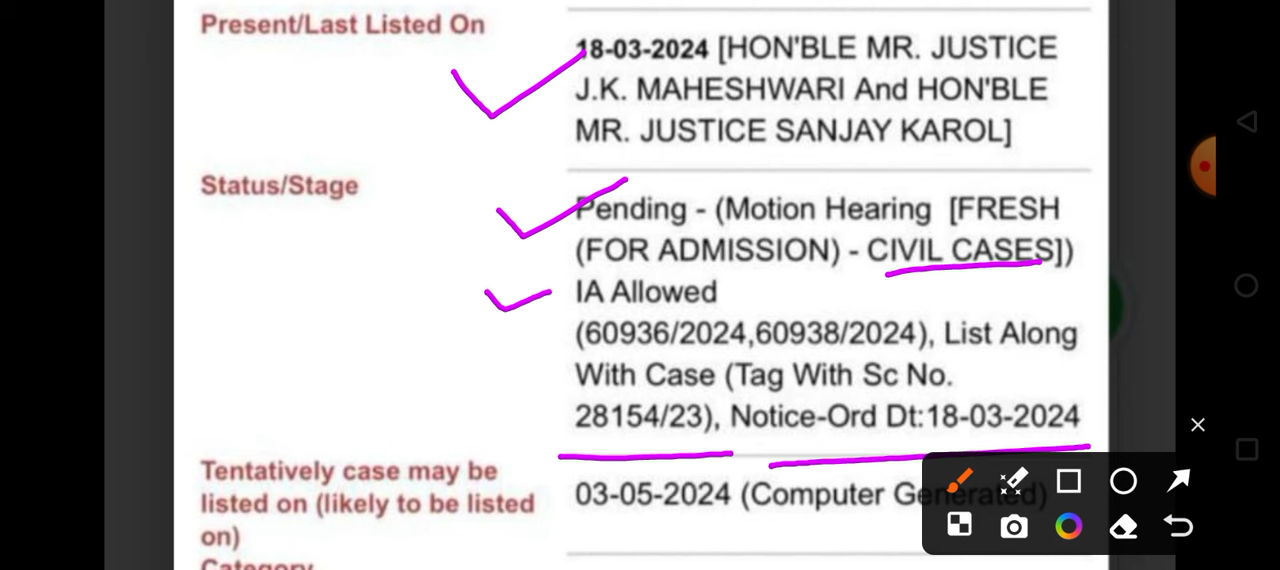 Present/Last Listed On
18-03-2024 [HON'BLE MR. JUSTICE
J.K. MAHESHWARI And HON'BLE
MR. JUSTICE SANJAY KAROL]
Status/Stage
Pending - (Motion Hearing [FRESH
(FOR ADMISSION) - CIVIL CASES])
IA Allowed
(60936/2024,60938/2024), List Along
With Case (Tag With Sc No.
28154/23), Notice-Ord Dt:18-03-2024
Tentatively case may be
listed on (likely to be listed
on)
03-05-2024 (Computer Generated)
Category